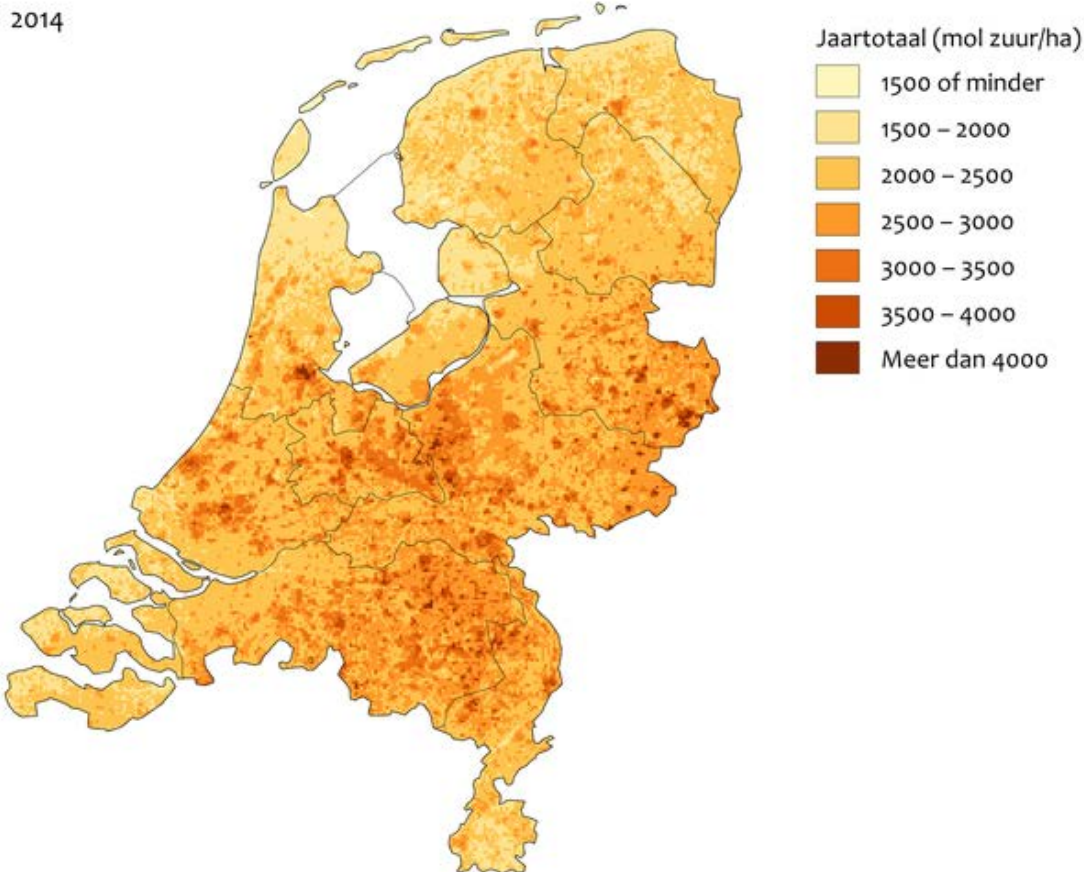 2014
Jaartotaal (mol zuur/ha)
1500 of minder
1500 – 2000
2000 – 2500
2500 – 3000
3000 – 3500
3500 – 4000
Meer dan 4000